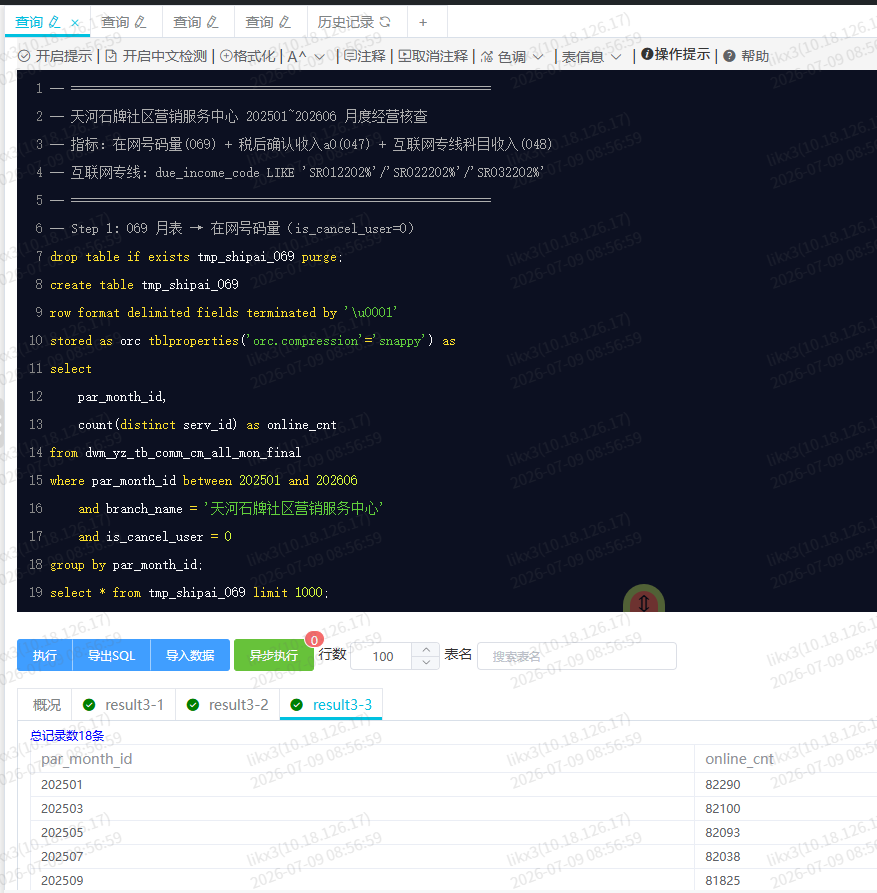 查询 查询 查询 查询 历史记录 +
开启提示 | 开启中文检测 | 格式化 | A^ | 注释 | 取消注释 | 色调 | 表信息 | 操作提示 | 帮助
1 — ════════════════════════════
2 — 天河石牌社区营销服务中心 202501~202606 月度经营核查
3 — 指标: 在网号码量(069) + 税后确认收入a0(047) + 互联网专线科目收入(048)
4 — 互联网专线: due_income_code LIKE 'SR012202%'/'SR022202%'/'SR032202%'
5 — ════════════════════════════
6 — Step 1: 069 月表 → 在网号码量 (is_cancel_user=0)
7 drop table if exists tmp_shipai_069 purge;
8 create table tmp_shipai_069
9 row format delimited fields terminated by '\u0001'
10 stored as orc tblproperties('orc.compression'='snappy') as
11 select
12 par_month_id,
13 count(distinct serv_id) as online_cnt
14 from dwm_yz_tb_comm_cm_all_mon_final
15 where par_month_id between 202501 and 202606
16 and branch_name = '天河石牌社区营销服务中心'
17 and is_cancel_user = 0
18 group by par_month_id;
19 select * from tmp_shipai_069 limit 1000;
执行 导出SQL 导入数据 异步执行 0 行数 100 表名 搜索表名
概况 result3-1 result3-2 result3-3
总记录数18条
par_month_id online_cnt
202501 82290
202503 82100
202505 82093
202507 82038
202509 81825
likx3(10.18.126.17)
2026-07-09 08:56:59